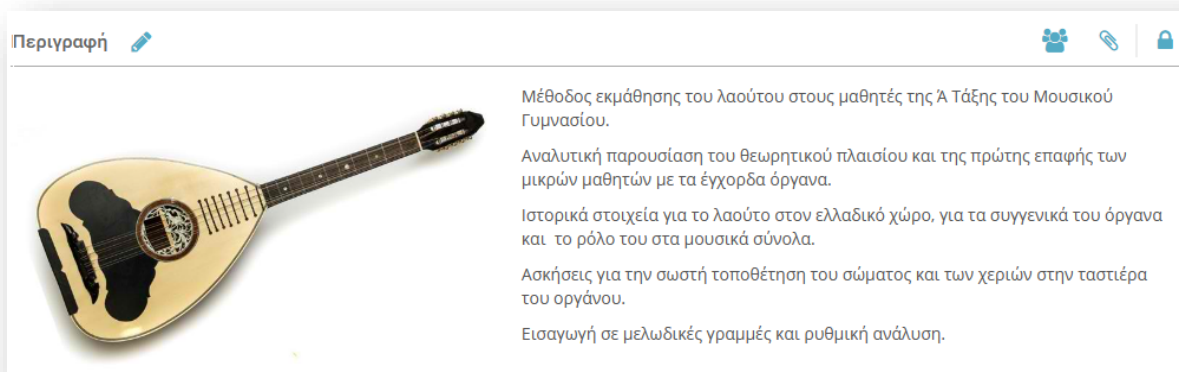 Περιγραφή
Μέθοδος εκμάθησης του λαούτου στους μαθητές της Ά Τάξης του Μουσικού
Γυμνασίου.
Αναλυτική παρουσίαση του θεωρητικού πλαισίου και της πρώτης επαφής των
μικρών μαθητών με τα έγχορδα όργανα.
Ιστορικά στοιχεία για το λαούτο στον ελλαδικό χώρο, για τα συγγενικά του όργανα
και το ρόλο του στα μουσικά σύνολα.
Ασκήσεις για την σωστή τοποθέτηση του σώματος και των χεριών στην ταστιέρα
του οργάνου.
Εισαγωγή σε μελωδικές γραμμές και ρυθμική ανάλυση.